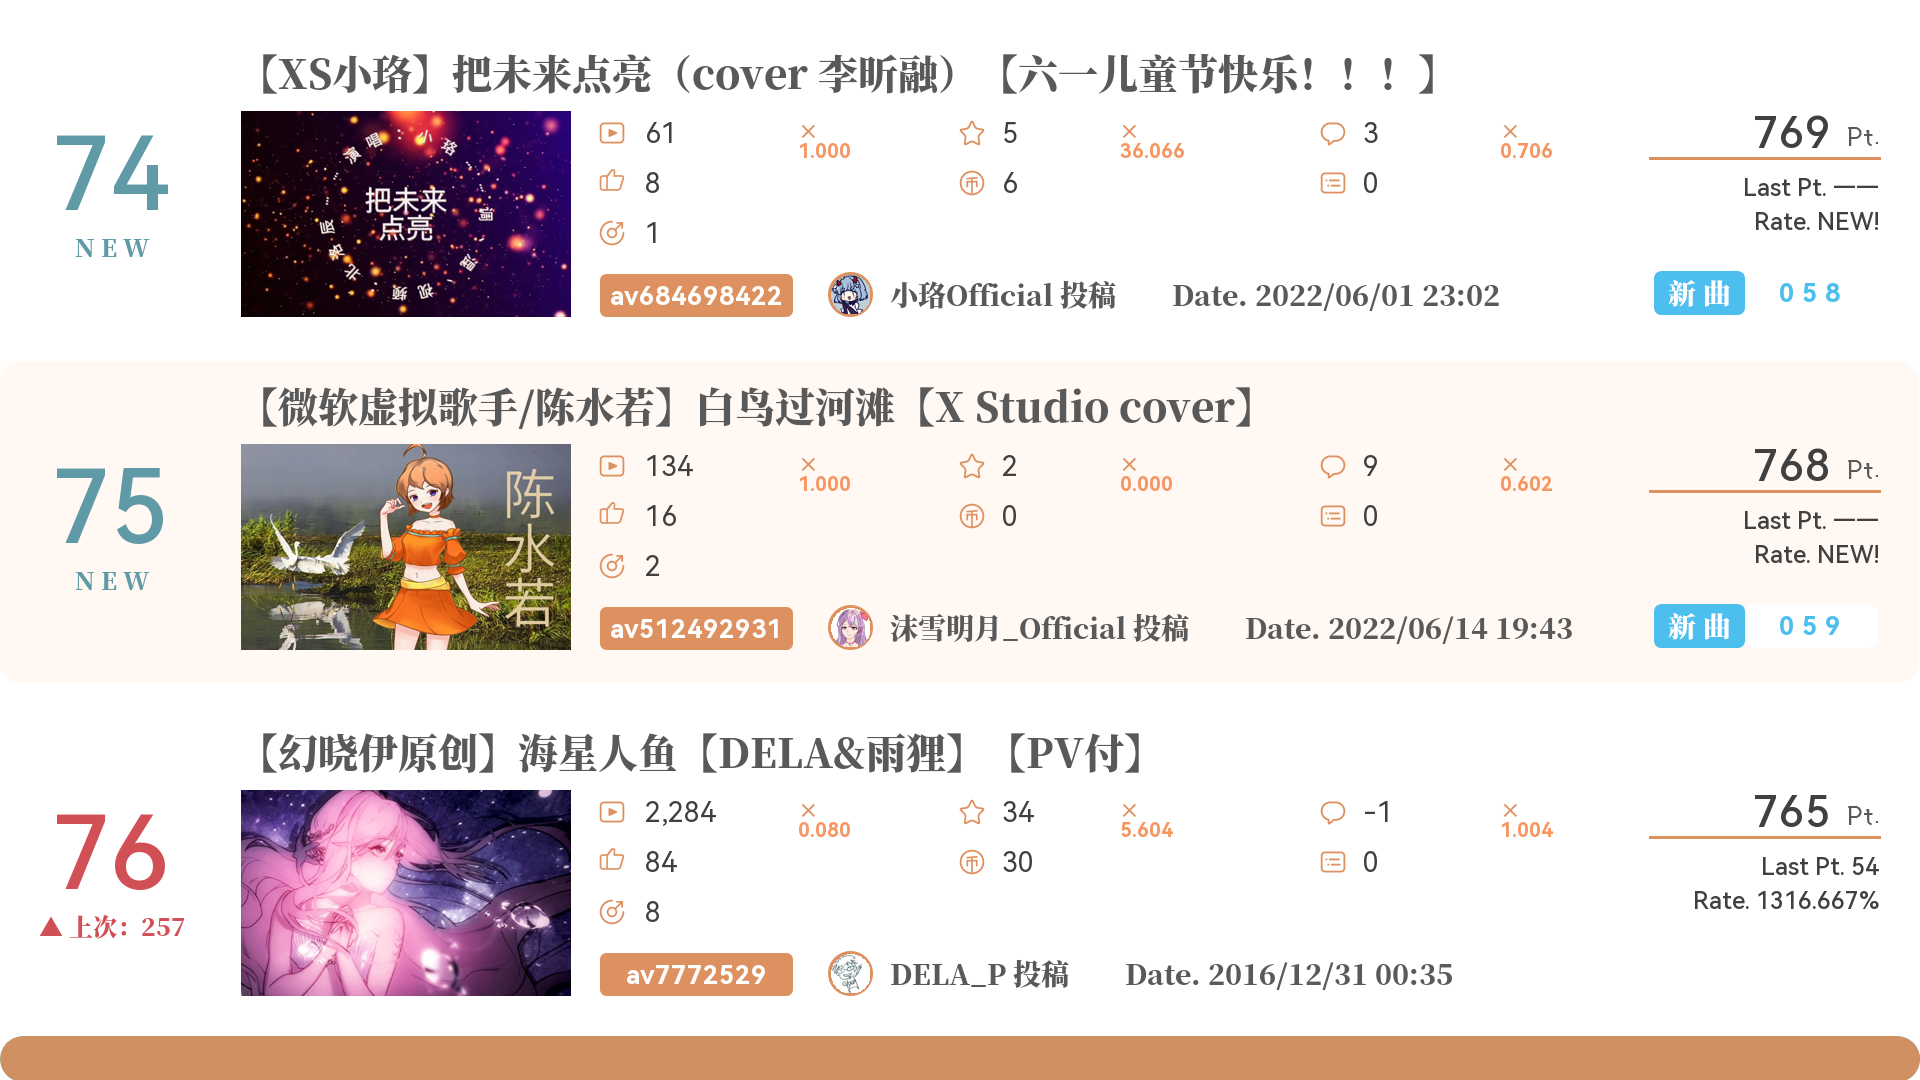 【XS小珞】把未来点亮（cover 李昕融）【六一儿童节快乐！！！】
74
NEW
演唱：小珞
把未来
点亮
61
×
1.000
5
×
36.066
3
×
0.706
8
6
0
1
769 Pt.
Last Pt. ——
Rate. NEW!
av684698422
小珞Official 投稿
Date. 2022/06/01 23:02
新曲
058
【微软虚拟歌手/陈水若】白鸟过河滩【X Studio cover】
75
NEW
陈水若
134
×
1.000
2
×
0.000
9
×
0.602
16
0
0
2
768 Pt.
Last Pt. ——
Rate. NEW!
av512492931
沫雪明月_Official 投稿
Date. 2022/06/14 19:43
新曲
059
【幻晓伊原创】海星人鱼【DELA&雨狸】【PV付】
76
▲上次：257
2,284
×
0.080
34
×
5.604
-1
×
1.004
84
30
0
8
765 Pt.
Last Pt. 54
Rate. 1316.667%
av7772529
DELA_P 投稿
Date. 2016/12/31 00:35